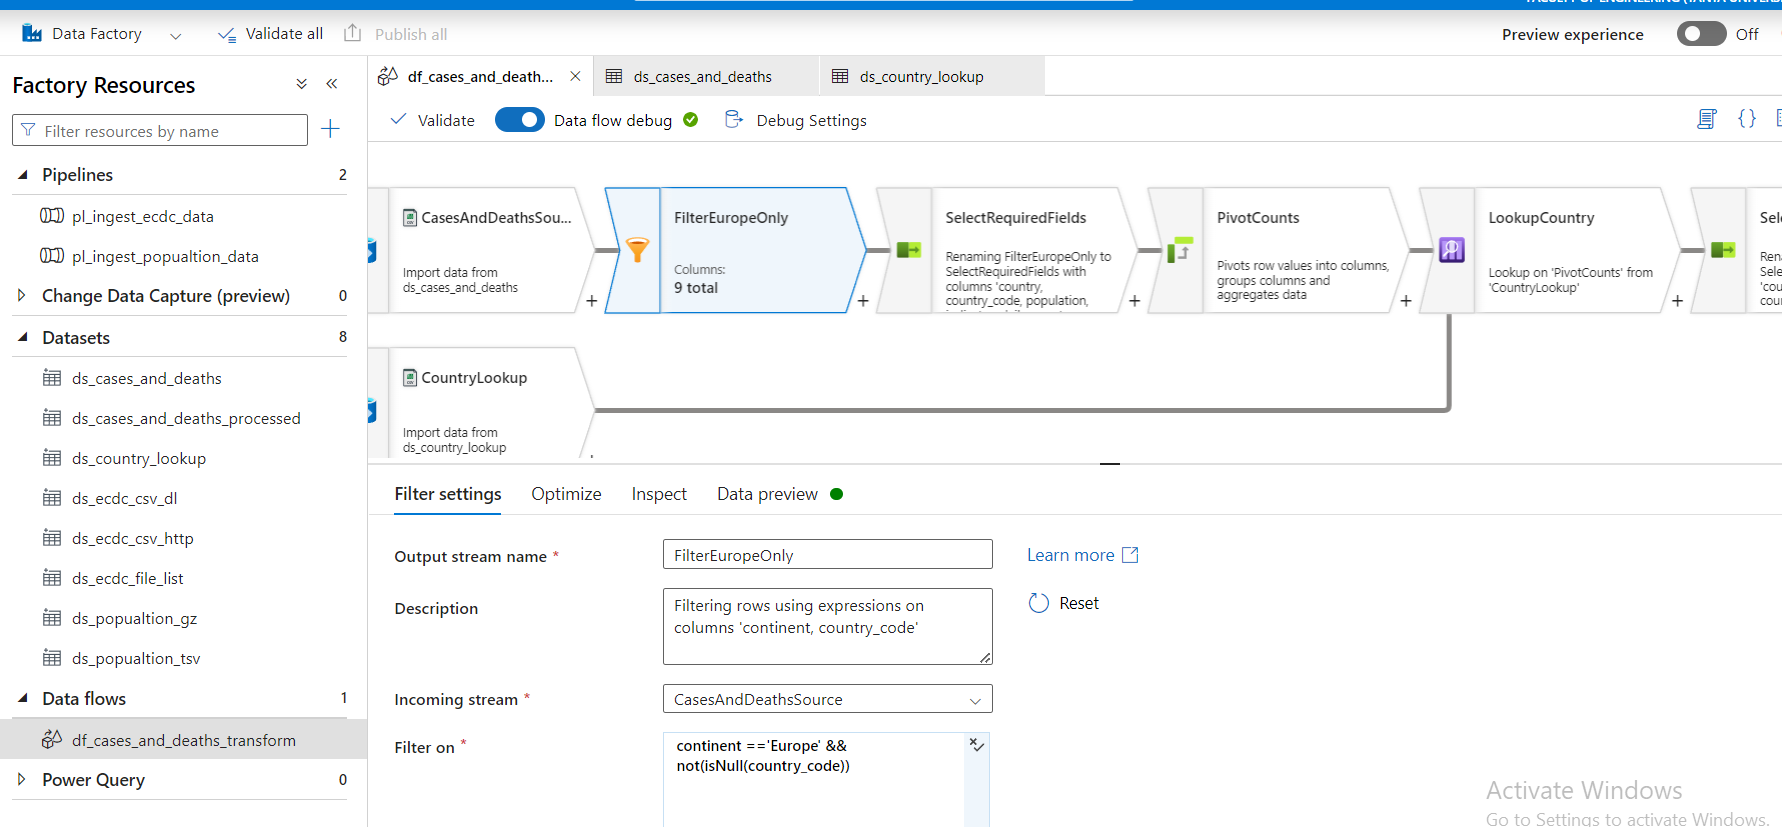 Data Factory
Validate all
Publish all
Preview experience
Off
Factory Resources
Filter resources by name
Pipelines 2
pl_ingest_ecdc_data
pl_ingest_popualtion_data
Change Data Capture (preview) 0
Datasets 8
ds_cases_and_deaths
ds_cases_and_deaths_processed
ds_country_lookup
ds_ecdc_csv_dl
ds_ecdc_csv_http
ds_ecdc_file_list
ds_popualtion_gz
ds_popualtion_tsv
Data flows 1
df_cases_and_deaths_transform
Power Query 0
df_cases_and_death...
ds_cases_and_deaths
ds_country_lookup
Validate
Data flow debug
Debug Settings
CasesAndDeathsSou...
Import data from
ds_cases_and_deaths
+
FilterEuropeOnly
Columns:
9 total
+
SelectRequiredFields
Renaming FilterEuropeOnly to
SelectRequiredFields with
columns 'country,
country_code, population,
+
PivotCounts
Pivots row values into columns,
groups columns and
aggregates data
+
LookupCountry
Lookup on 'PivotCounts' from
'CountryLookup'
+
CountryLookup
Import data from
ds_country_lookup
Filter settings
Optimize
Inspect
Data preview
Output stream name *
FilterEuropeOnly
Learn more
Description
Filtering rows using expressions on
columns 'continent, country_code'
Reset
Incoming stream *
CasesAndDeathsSource
Filter on *
continent =='Europe' &&
not(isNull(country_code))
Activate Windows
Go to Settings to activate Windows.